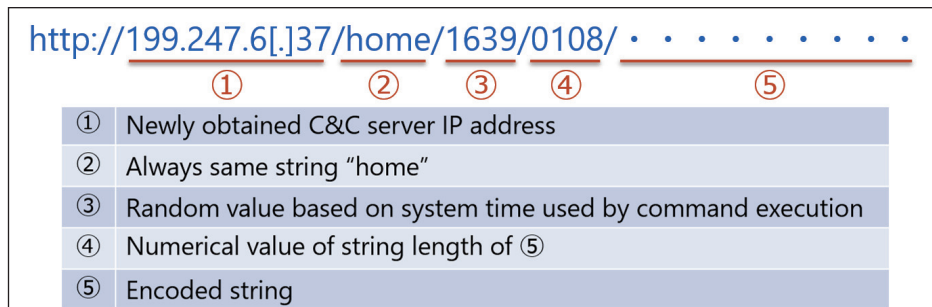 http://199.247.6[.]37/home/1639/0108/・・・・・・・・・
① ② ③ ④ ⑤
① Newly obtained C&C server IP address
② Always same string “home”
③ Random value based on system time used by command execution
④ Numerical value of string length of ⑤
⑤ Encoded string